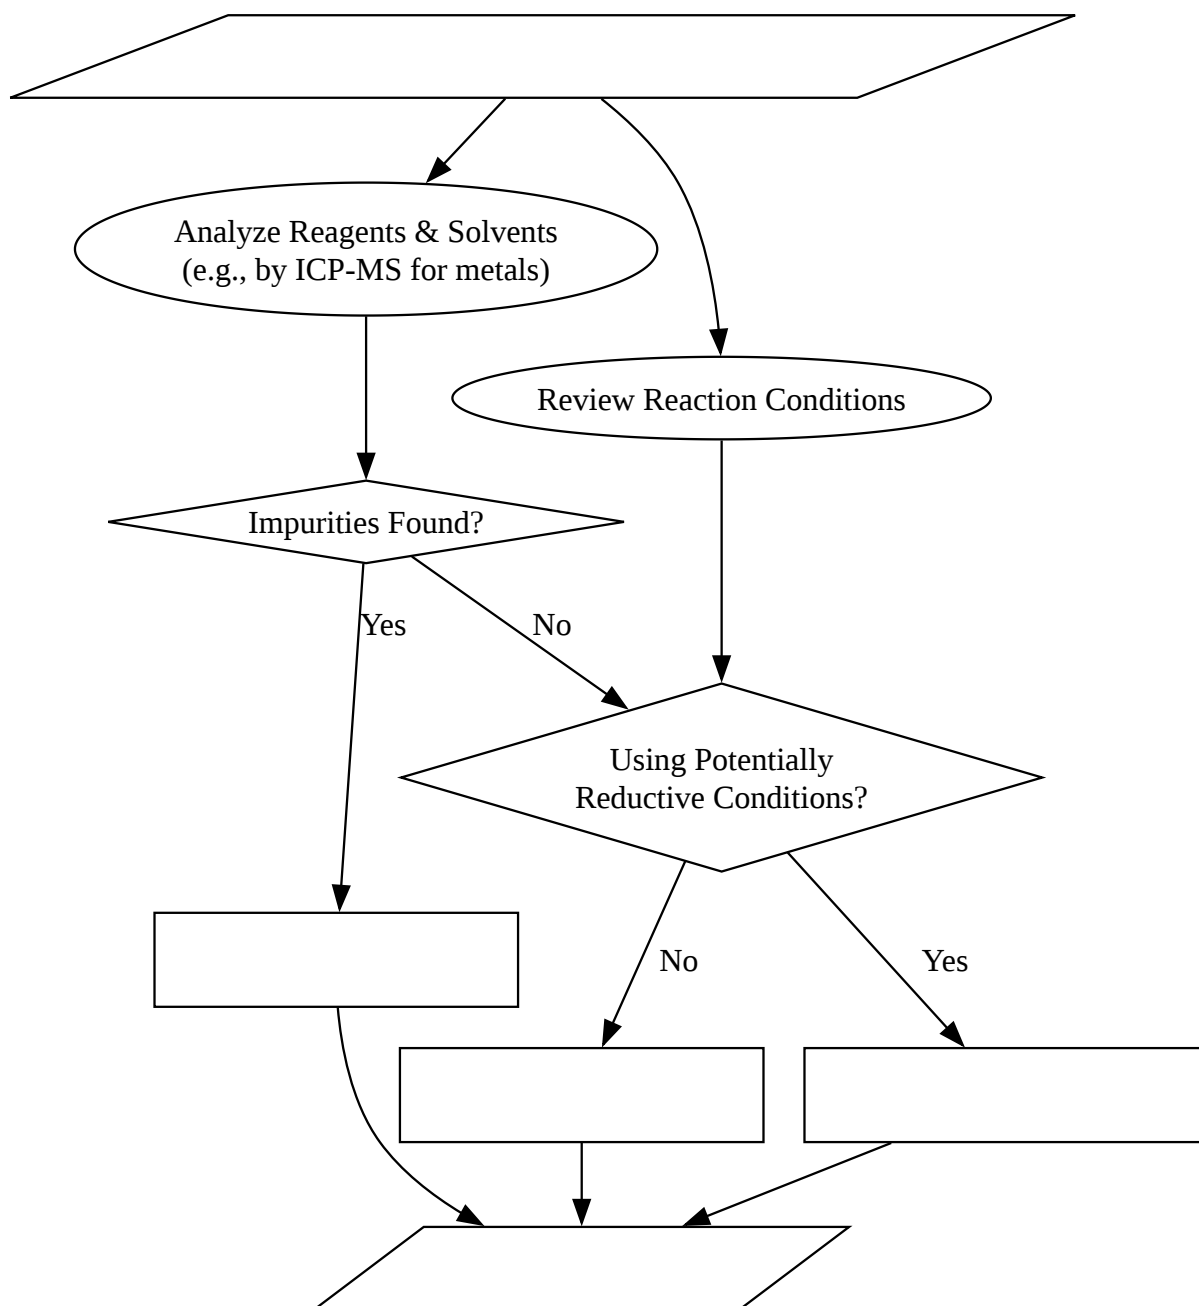 Analyze Reagents & Solvents
(e.g., by ICP-MS for metals)
Review Reaction Conditions
Impurities Found?
Yes
No
Using Potentially
Reductive Conditions?
No
Yes